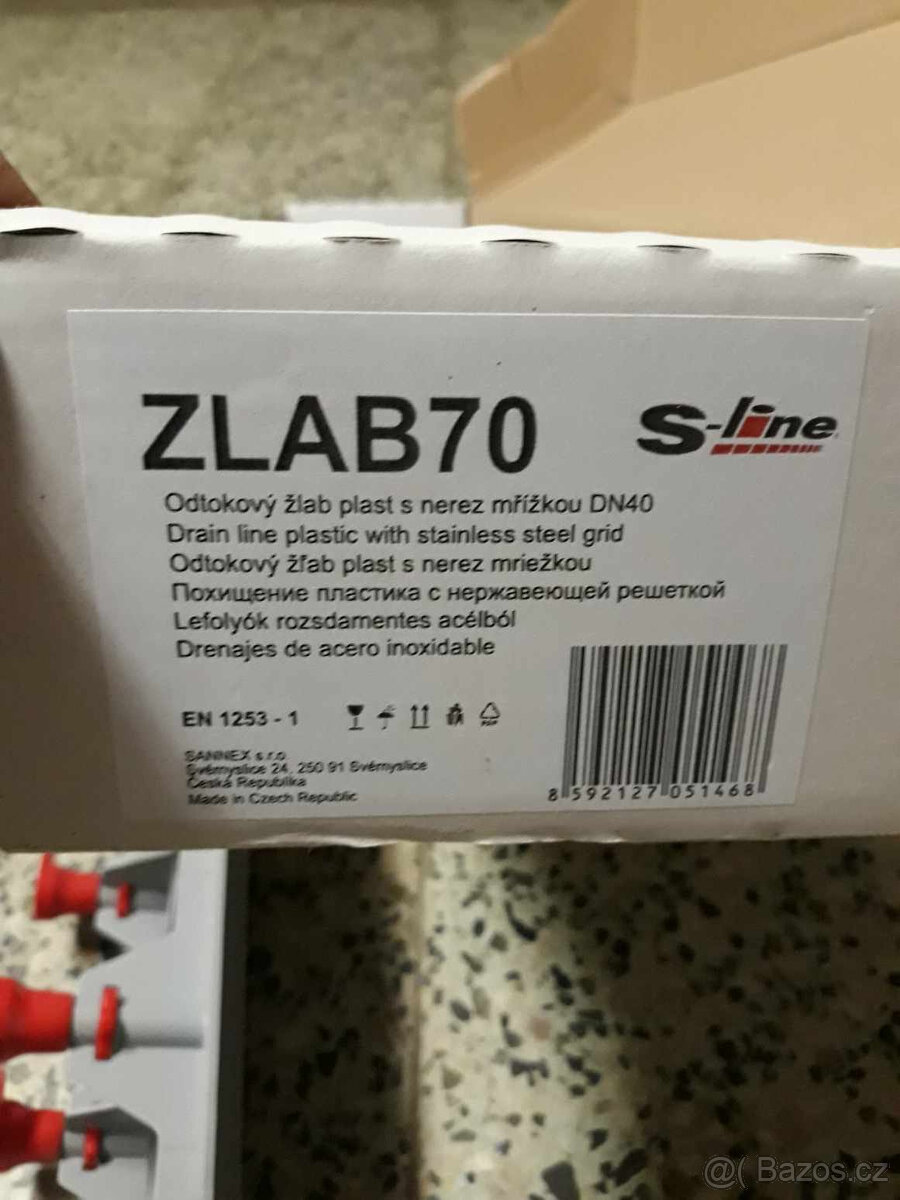 ZLAB70
S-line
Odtokový žlab plast s nerez mřížkou DN40
Drain line plastic with stainless steel grid
Odtokový žľab plast s nerez mriežkou
Похищение пластика с нержавеющей решеткой
Lefolyók rozsdamentes acélból
Drenajes de acero inoxidable
EN 1253 - 1
SANNEX s.r.o.
Svémyslice 24, 250 91 Svémyslice
Česká Republika
Made in Czech Republic
8 592127 051468
@( Bazos.cz